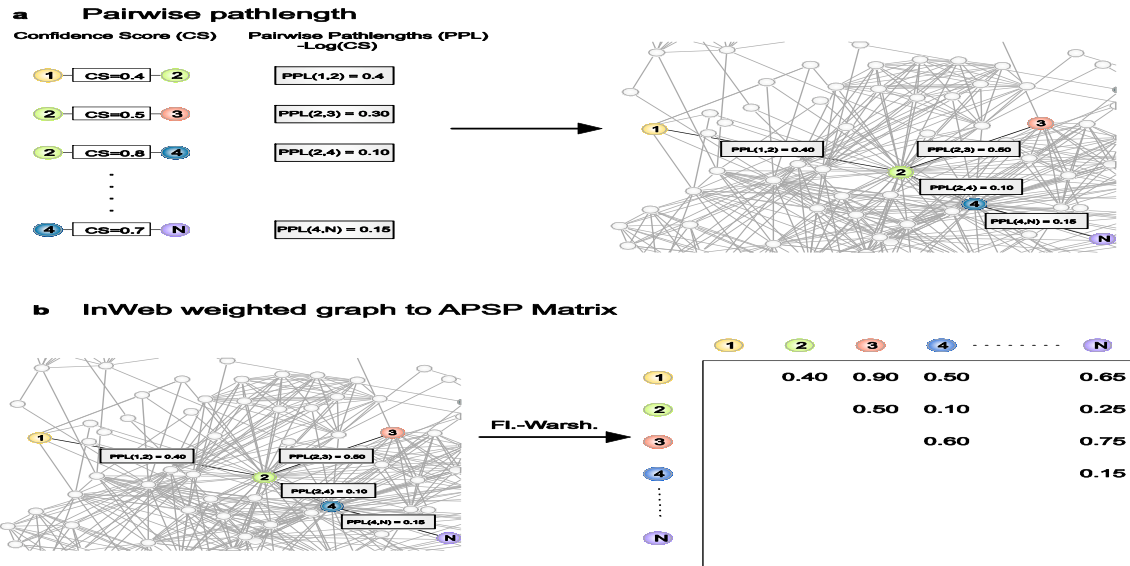 a Pairwise pathlength
Confidence Score (CS) Pairwise Pathlengths (PPL)
-Log(CS)
1 CS=0.4 2 PPL(1,2) = 0.4
2 CS=0.5 3 PPL(2,3) = 0.30
2 CS=0.8 4 PPL(2,4) = 0.10
4 CS=0.7 N PPL(4,N) = 0.15
1
3
PPL(1,2) = 0.40
PPL(2,3) = 0.50
2
PPL(2,4) = 0.10
4
PPL(4,N) = 0.15
N
b InWeb weighted graph to APSP Matrix
1
3
PPL(1,2) = 0.40
PPL(2,3) = 0.50
2
PPL(2,4) = 0.10
4
PPL(4,N) = 0.15
N
Fl.-Warsh.
1 2 3 4 ........ N
1 0.40 0.90 0.50 0.65
2 0.50 0.10 0.25
3 0.60 0.75
4 0.15
N